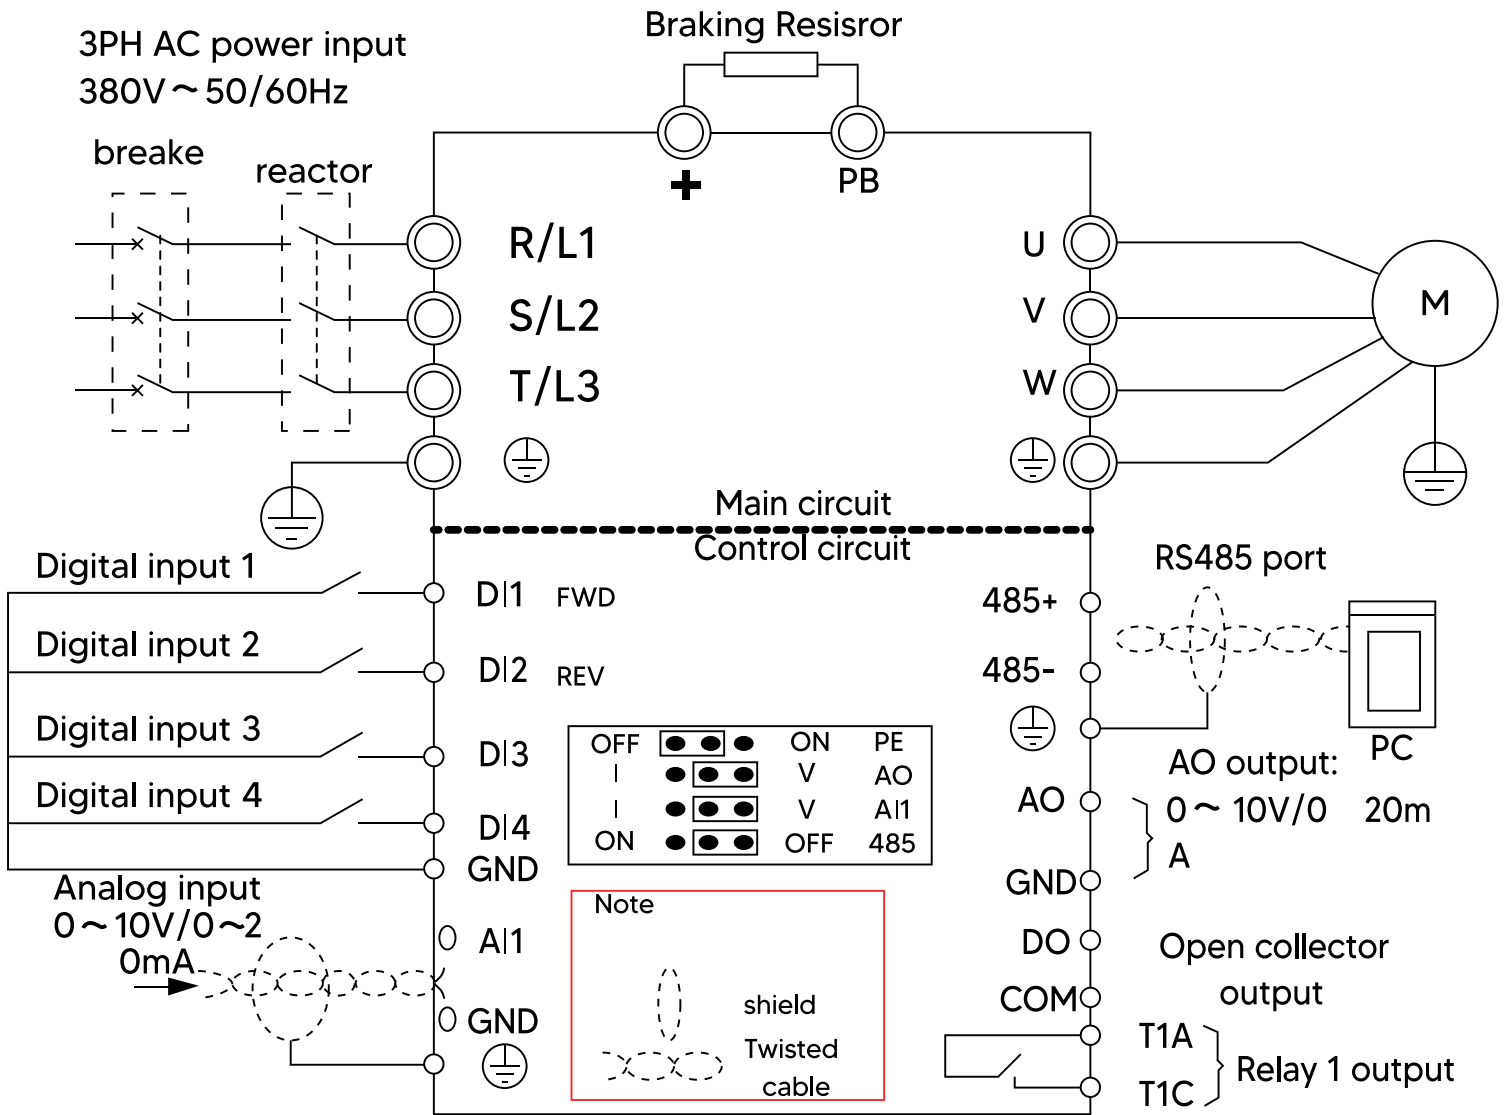 Braking Resisror
3PH AC power input
380V～50/60Hz
breake
reactor
+
PB
R/L1
S/L2
T/L3
U
V
W
M
Main circuit
Control circuit
Digital input 1
Digital input 2
Digital input 3
Digital input 4
DI1 FWD
DI2 REV
DI3
DI4
GND
Analog input
0～10V/0～2
0mA
AI1
GND
OFF ON PE
I V AO
I V AI1
ON OFF 485
Note
shield
Twisted
cable
485+
485-
RS485 port
PC
AO
GND
AO output:
0～10V/0 20m
A
DO
COM
Open collector
output
T1A
T1C
Relay 1 output